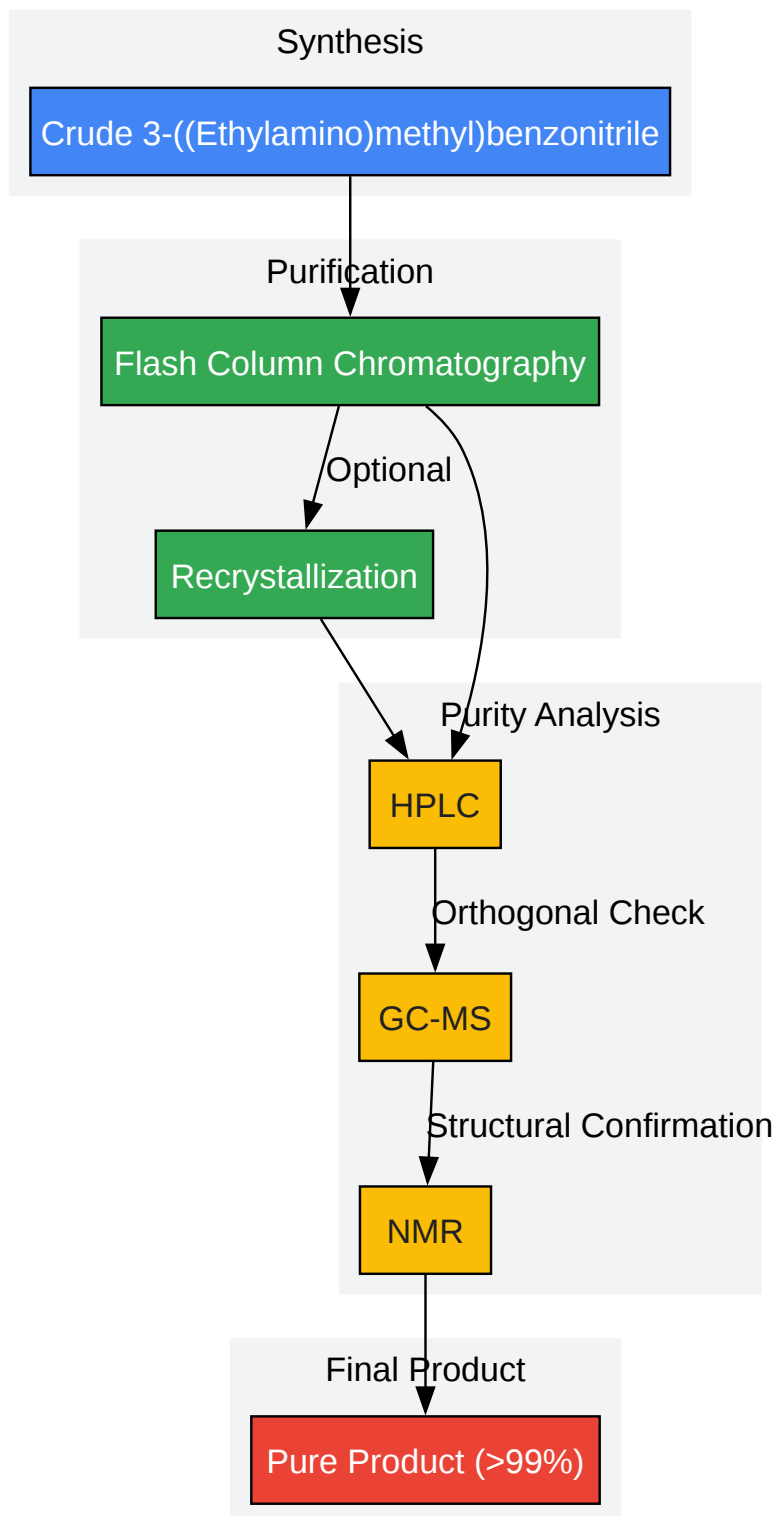 Synthesis
Crude 3-((Ethylamino)methyl)benzonitrile
Purification
Flash Column Chromatography
Optional
Recrystallization
Purity Analysis
HPLC
Orthogonal Check
GC-MS
Structural Confirmation
NMR
Final Product
Pure Product (>99%)